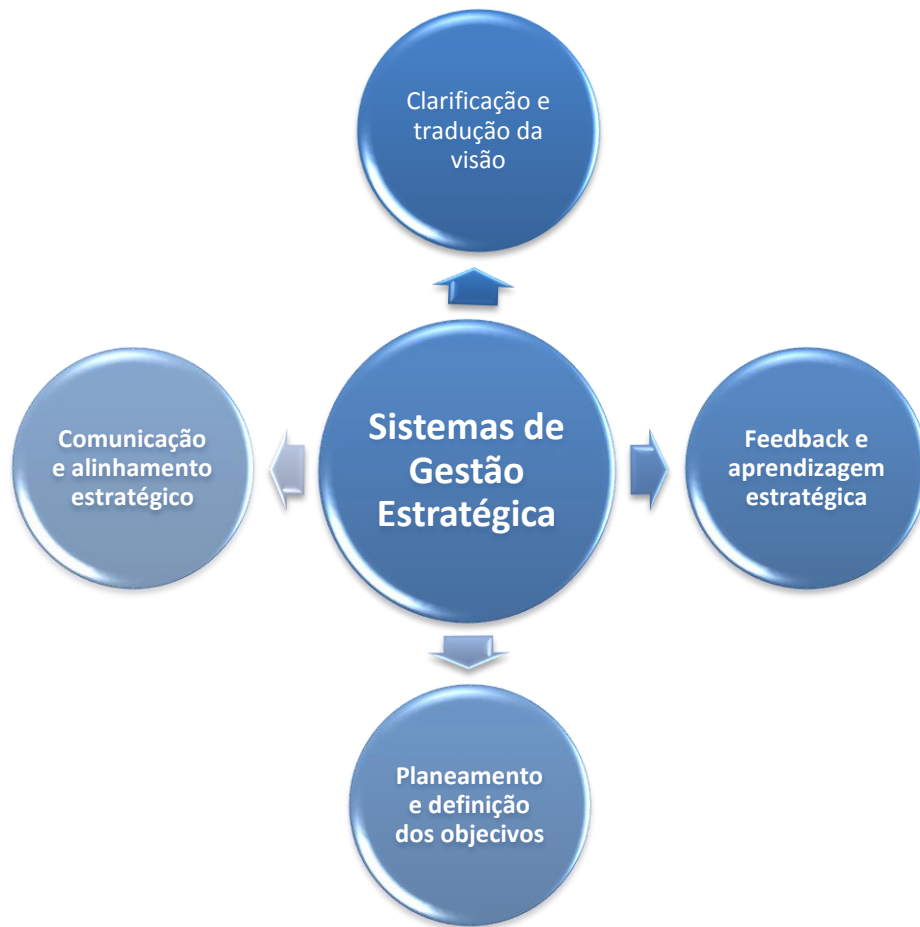 Clarificação e
tradução da
visão
Comunicação
e alinhamento
estratégico
Sistemas de
Gestão
Estratégica
Feedback e
aprendizagem
estratégica
Planeamento
e definição
dos objecivos